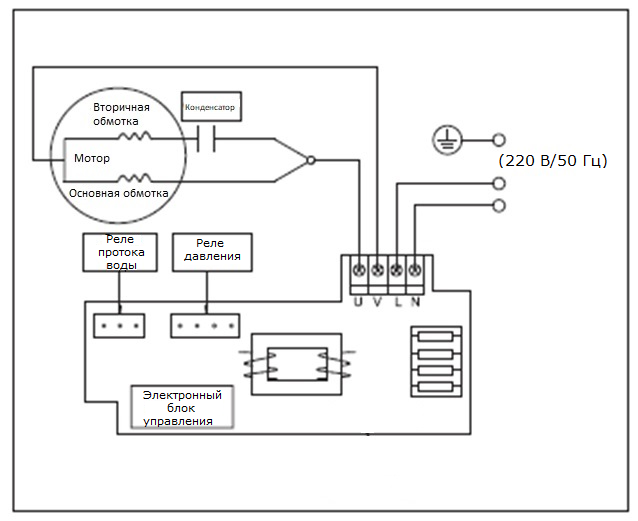 Вторичная
обмотка
Конденсатор
Мотор
Основная обмотка
(220 В/50 Гц)
Реле
протока
воды
Реле
давления
U V L N
Электронный
блок
управления